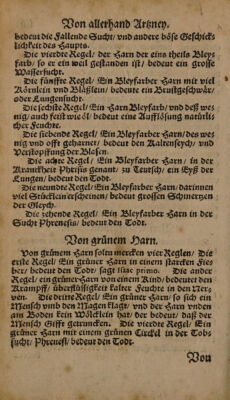 Von allerhand Artzney.
bedeut die Fallende Sucht/ vnd andere böse Geschick-
lichkeit des Haupts.
Die vierdte Regel/ der Harn der eins theils Bley-
farb/ so er ein weil gestanden ist/ bedeut ein grosse
Wassersucht.
Die fünffte Regel/ Ein Bleyfarber Harn mit viel
Körnlein vnd Bläßlein/ bedeute ein Brustgeschwär/
oder Lungensucht.
Die sechste Regel/ Ein Harn Bleyfarb/ vnd deß we-
nig/ auch feist wie öl/ bedeut eine Aufflösung natürli-
cher Feuchte.
Die siebende Regel/ Ein Bleyfarber Harn/ des we-
nig vnd offt geharnet/ bedeut den Kaltenseych/ vnd
Verstopffung der Blasen.
Die achte Regel/ Ein Bleyfarber Harn/ in der
Kranckheit Phrisis genant/ zu Teutsch/ ein Eyß der
Lungen/ bedeut den Todt.
Die neundte Regel/ Ein Bleyfarber Harn/ darinnen
viel Stücklein erscheinen/ bedeut grossen Schmertzen
der Gleych.
Die zehende Regel/ Ein Bleyfarber Harn in der
Sucht Phrenesis/ bedeut den Todt.
Von grünem Harn.
Von grünem Harn solen mercken vier Reglen/ Die
erste Regel/ Ein grüner Harn in einem starcken Fie-
ber/ bedeut den Todt/ sagt Isaac primo. Die ander
Regel/ ein grüner Harn von einem Kind/ bedeutet den
Krampff/ überflüssigkeit kalter Feuchte in den Ner-
ven. Die dritte Regel/ Ein grüner Harn/ so sich ein
Mensch vmb den Magen klagt/ vnd der Harn vnden
am Boden kein Wölcklein hat/ der bedeut/ daß der
Mensch Gifft getruncken. Die vierdte Regel/ Ein
grüner Harn mit einem grünen Circkel in der Tob-
sucht/ Phrenesi/ bedeut den Todt.
Von